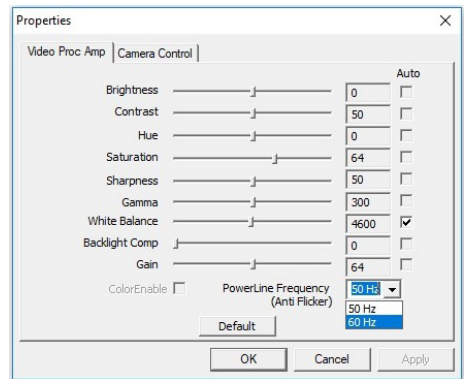 Properties
Video Proc Amp Camera Control
Auto
Brightness 0
Contrast 50
Hue 0
Saturation 64
Sharpness 50
Gamma 300
White Balance 4600
Backlight Comp 0
Gain 64
ColorEnable PowerLine Frequency 50 Hz
(Anti Flicker) 50 Hz
60 Hz
Default
OK Cancel Apply